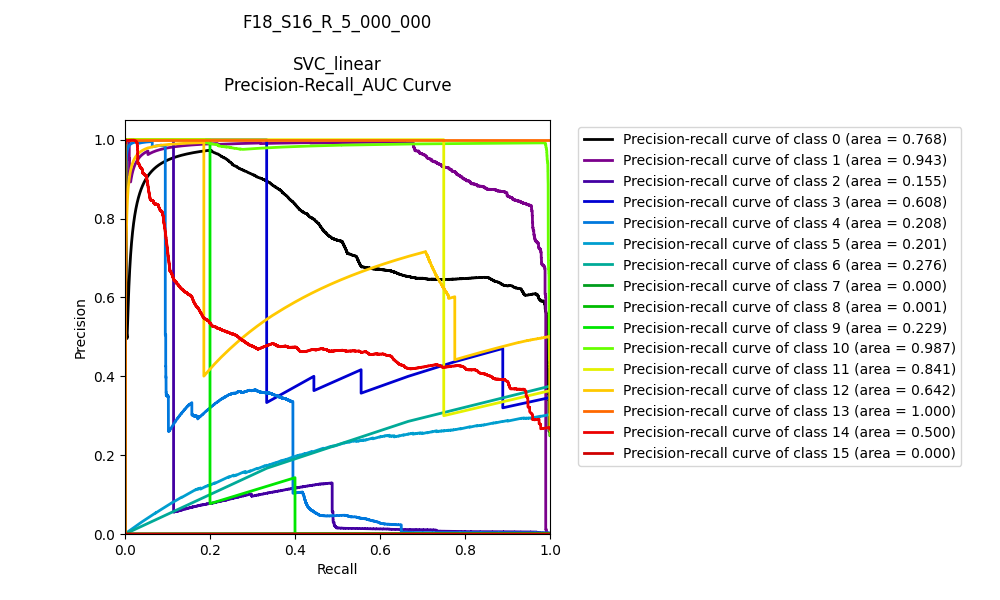 F18_S16_R_5_000_000
SVC_linear
Precision-Recall_AUC Curve
Precision
1.0
0.8
0.6
0.4
0.2
0.0
0.0 0.2 0.4 0.6 0.8 1.0
Recall
Precision-recall curve of class 0 (area = 0.768)
Precision-recall curve of class 1 (area = 0.943)
Precision-recall curve of class 2 (area = 0.155)
Precision-recall curve of class 3 (area = 0.608)
Precision-recall curve of class 4 (area = 0.208)
Precision-recall curve of class 5 (area = 0.201)
Precision-recall curve of class 6 (area = 0.276)
Precision-recall curve of class 7 (area = 0.000)
Precision-recall curve of class 8 (area = 0.001)
Precision-recall curve of class 9 (area = 0.229)
Precision-recall curve of class 10 (area = 0.987)
Precision-recall curve of class 11 (area = 0.841)
Precision-recall curve of class 12 (area = 0.642)
Precision-recall curve of class 13 (area = 1.000)
Precision-recall curve of class 14 (area = 0.500)
Precision-recall curve of class 15 (area = 0.000)